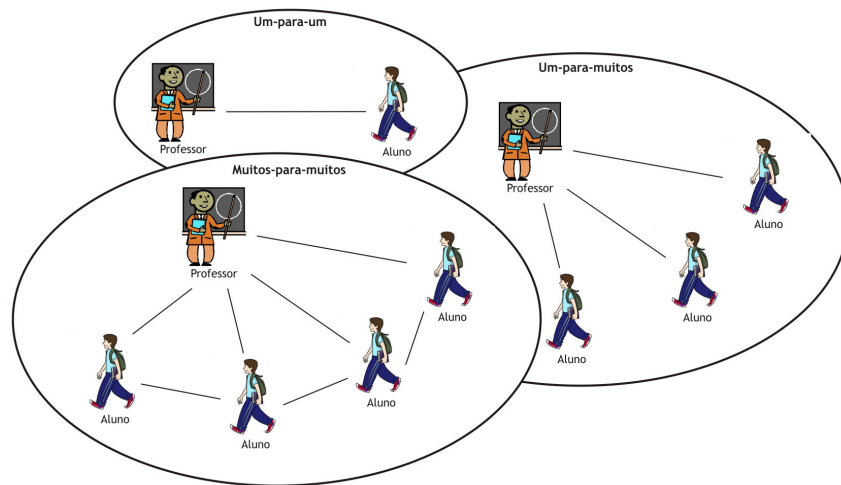 Um-para-um
Professor
Aluno
Um-para-muitos
Professor
Aluno
Aluno
Aluno
Muitos-para-muitos
Professor
Aluno
Aluno
Aluno
Aluno